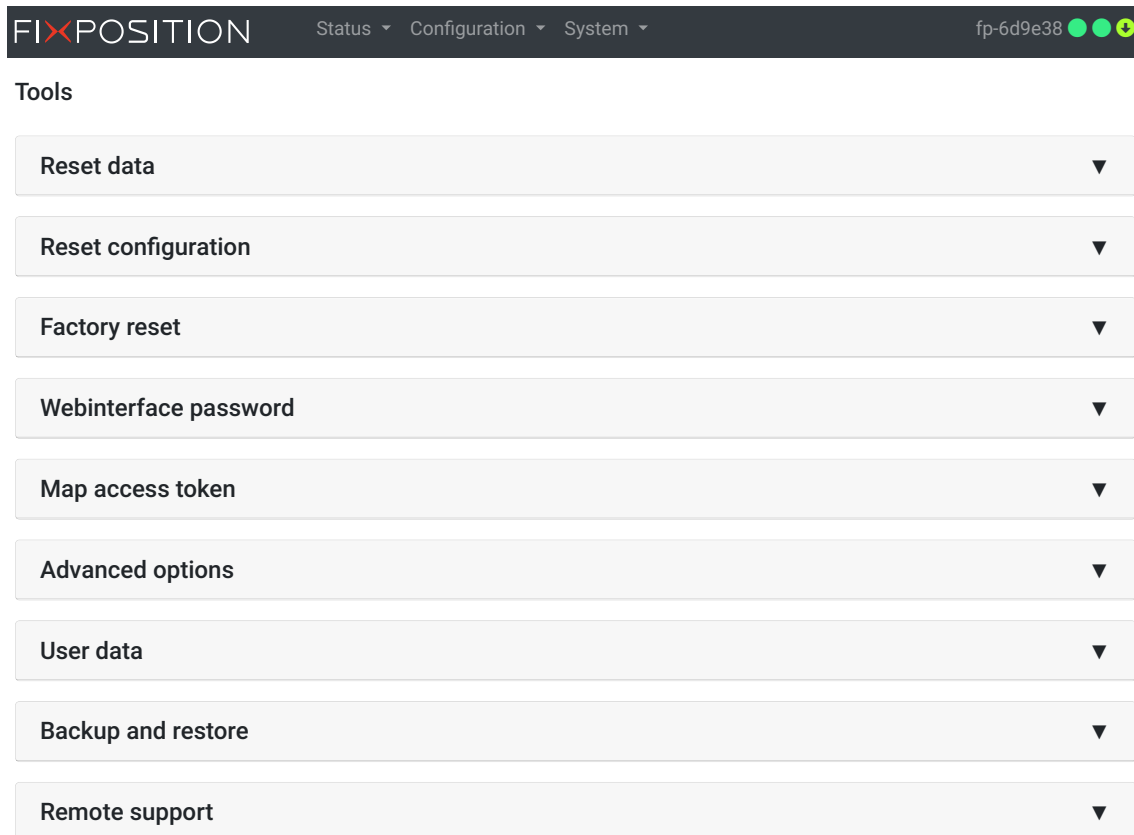 FIXPOSITION Status Configuration System fp-6d9e38
Tools
Reset data
Reset configuration
Factory reset
Webinterface password
Map access token
Advanced options
User data
Backup and restore
Remote support